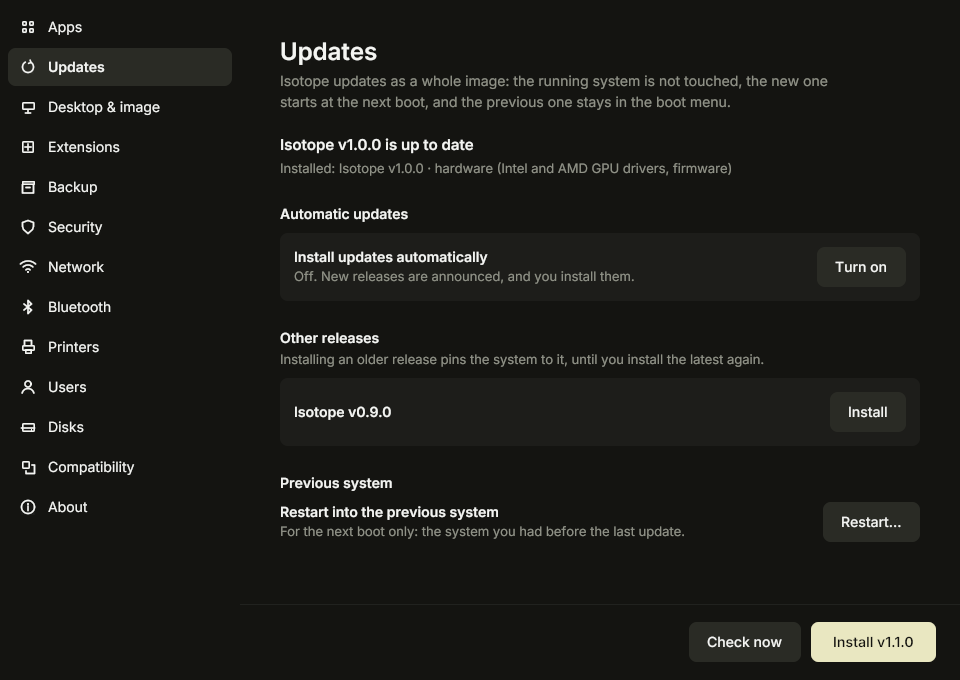 Apps
Updates
Desktop & image
Extensions
Backup
Security
Network
Bluetooth
Printers
Users
Disks
Compatibility
About
Updates
Isotope updates as a whole image: the running system is not touched, the new one
starts at the next boot, and the previous one stays in the boot menu.
Isotope v1.0.0 is up to date
Installed: Isotope v1.0.0 · hardware (Intel and AMD GPU drivers, firmware)
Automatic updates
Install updates automatically
Off. New releases are announced, and you install them.
Turn on
Other releases
Installing an older release pins the system to it, until you install the latest again.
Isotope v0.9.0
Install
Previous system
Restart into the previous system
For the next boot only: the system you had before the last update.
Restart...
Check now
Install v1.1.0